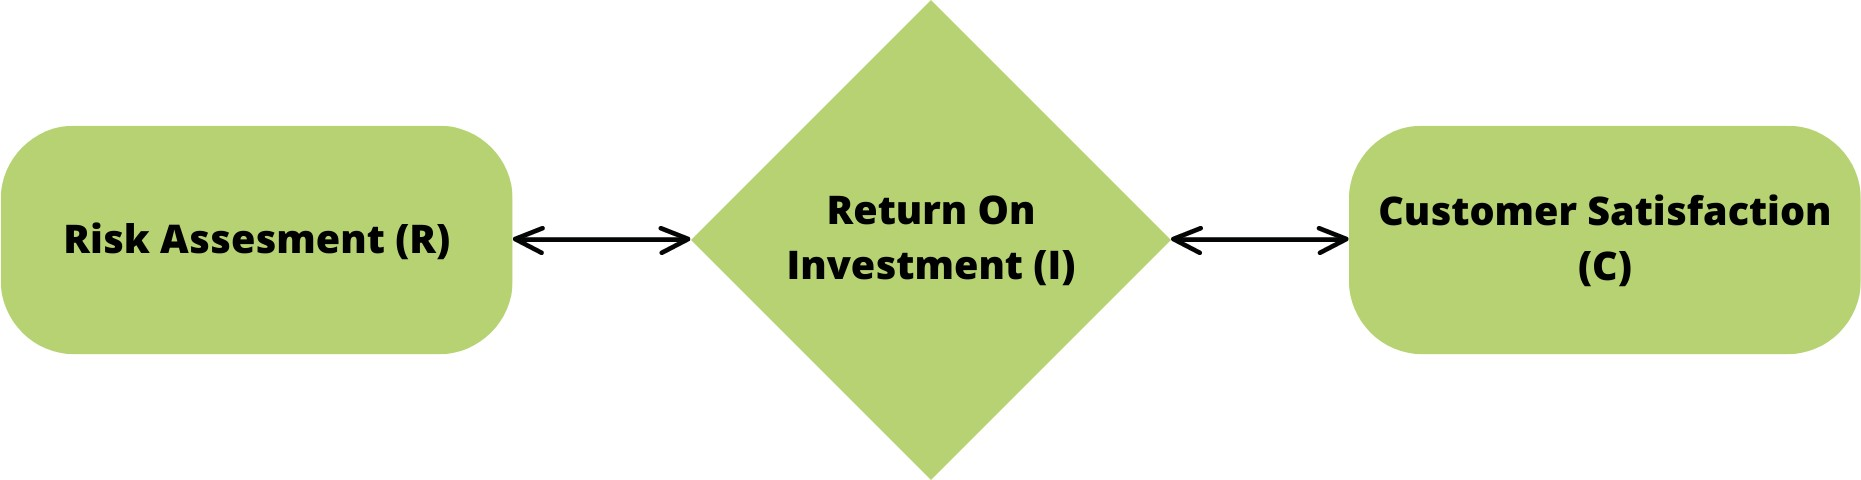 Risk Assesment (R)
Return On
Investment (I)
Customer Satisfaction
(C)